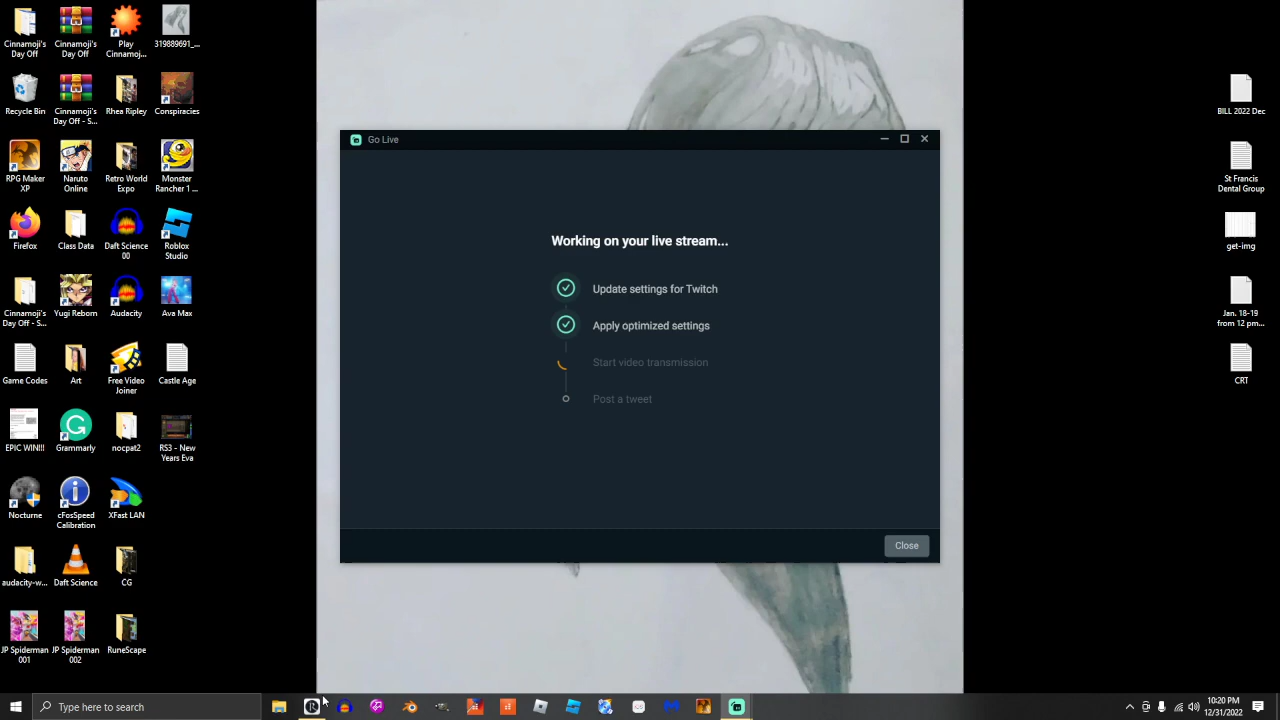 Cinnamoji's
Day Off
Cinnamoji's
Day Off
Play
Cinnamoj...
319889691_...
Recycle Bin
Cinnamoji's
Day Off - S...
Rhea Ripley
Conspiracies
RPG Maker
XP
Naruto
Online
Retro World
Expo
Monster
Rancher 1 ...
Firefox
Class Data
Daft Science
00
Roblox
Studio
Cinnamoji's
Day Off - S...
Yugi Reborn
Audacity
Ava Max
Game Codes
Art
Free Video
Joiner
Castle Age
EPIC WIN!!!
Grammarly
nocpat2
RS3 - New
Years Eva
Nocturne
cFosSpeed
Calibration
XFast LAN
audacity-w...
Daft Science
CG
JP Spiderman
001
JP Spiderman
002
RuneScape
Go Live
Working on your live stream...
Update settings for Twitch
Apply optimized settings
Start video transmission
Post a tweet
Close
BILL 2022 Dec
St Francis
Dental Group
get-img
Jan. 18-19
from 12 pm...
CRT
Type here to search
10:20 PM
12/31/2022